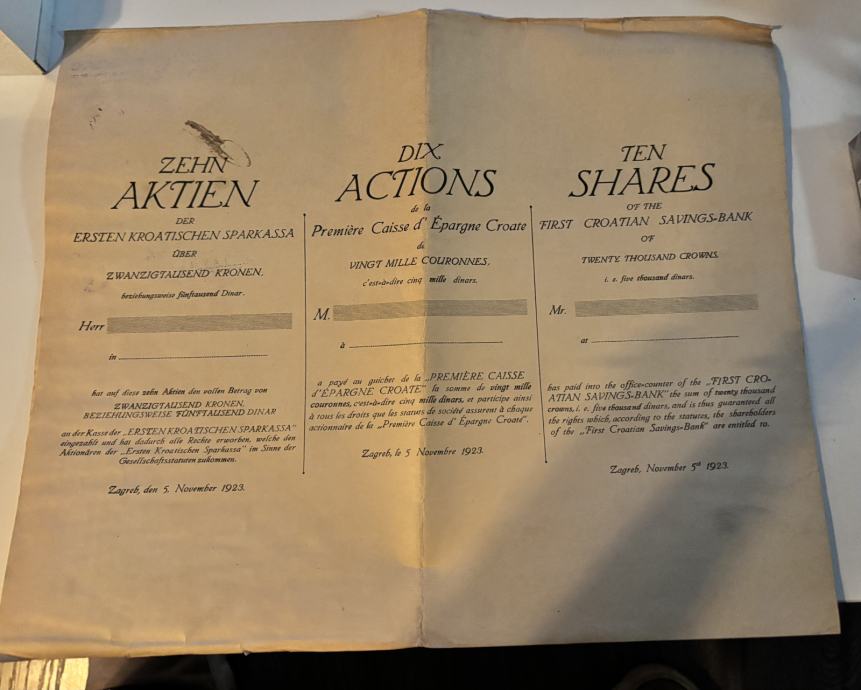 ZEHN
AKTIEN
DER
ERSTEN KROATISCHEN SPARKASSA
ÜBER
ZWANZIGTAUSEND KRONEN,
beziehungsweise fünftausend Dinar.
Herr
in
hat auf diese zehn Aktien den vollen Betrag von
ZWANZIGTAUSEND KRONEN,
BEZIEHUNGSWEISE FÜNFTAUSEND DINAR
an der Kasse der „ERSTEN KROATISCHEN SPARKASSA"
eingezahlt und hat dadurch alle Rechte erworben, welche den
Aktionären der „Ersten Kroatischen Sparkassa" im Sinne der
Gesellschaftsstatuten zukommen.
Zagreb, den 5. November 1923.
DIX
ACTIONS
de la
Première Caisse d' Épargne Croate
de
VINGT MILLE COURONNES,
c'est-à-dire cinq mille dinars.
M.
à
a payé au guichet de la „PREMIÈRE CAISSE
d'ÉPARGNE CROATE" la somme de vingt mille
couronnes, c'est-à-dire cinq mille dinars, et participe ainsi
à tous les droits que les statuts de société assurent à chaque
actionnaire de la „Première Caisse d' Épargne Croate".
Zagreb, le 5 Novembre 1923.
TEN
SHARES
OF THE
FIRST CROATIAN SAVINGS-BANK
OF
TWENTY THOUSAND CROWNS.
i. e. five thousand dinars.
Mr.
at
has paid into the office-counter of the „FIRST CRO-
ATIAN SAVINGS-BANK" the sum of twenty thousand
crowns, i. e. five thousand dinars, and is thus guaranteed all
the rights which, according to the statutes, the shareholders
of the „First Croatian Savings-Bank" are entitled to.
Zagreb, November 5th 1923.